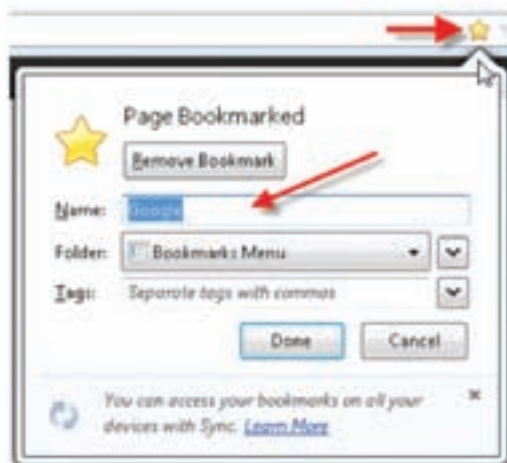 Page Bookmarked
Remove Bookmark
Name: Google
Folder: Bookmarks Menu
Tags: Separate tags with commas
Done Cancel
You can access your bookmarks on all your
devices with Sync. Learn More